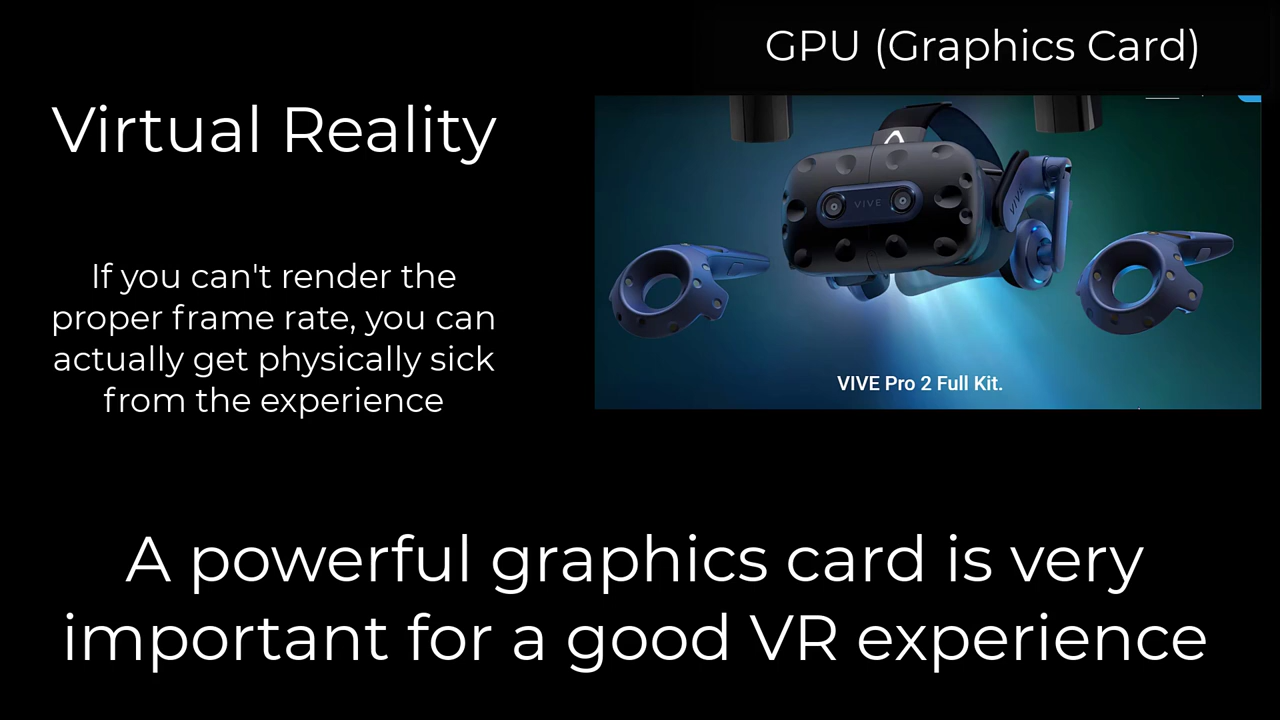 GPU (Graphics Card)
Virtual Reality
If you can't render the
proper frame rate, you can
actually get physically sick
from the experience
VIVE
VIVE
VIVE Pro 2 Full Kit.
A powerful graphics card is very
important for a good VR experience